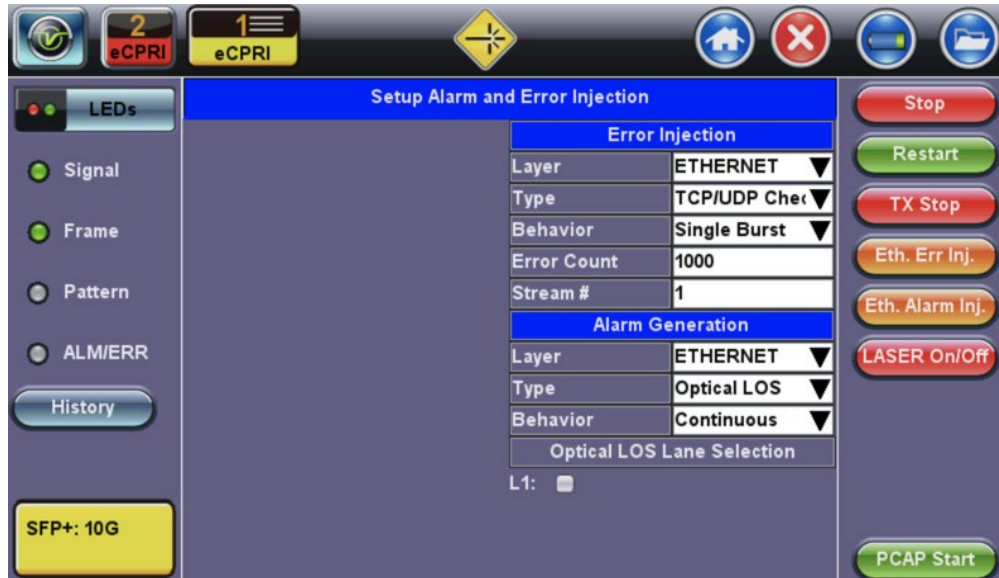 2
eCPRI
1
eCPRI
LEDs
Signal
Frame
Pattern
ALM/ERR
History
SFP+: 10G
Setup Alarm and Error Injection
Error Injection
Layer ETHERNET
Type TCP/UDP Chec
Behavior Single Burst
Error Count 1000
Stream # 1
Alarm Generation
Layer ETHERNET
Type Optical LOS
Behavior Continuous
Optical LOS Lane Selection
L1:
Stop
Restart
TX Stop
Eth. Err Inj.
Eth. Alarm Inj.
LASER On/Off
PCAP Start